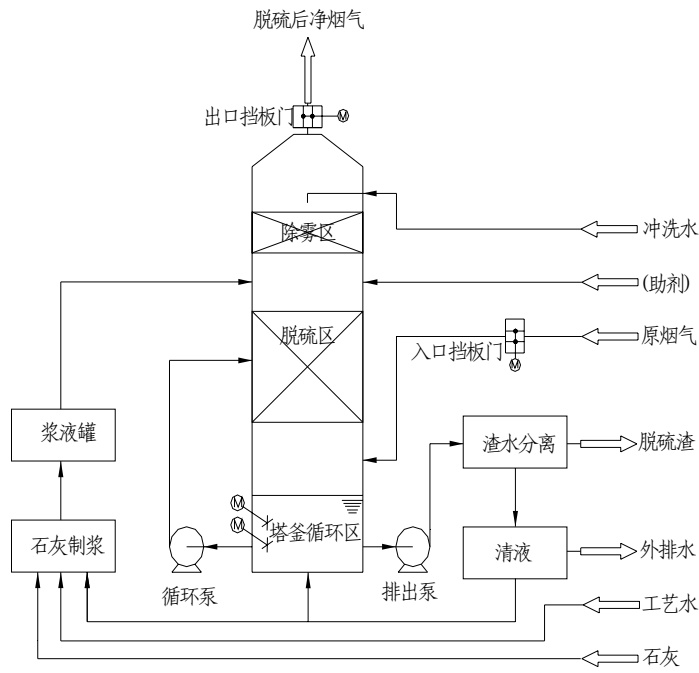 脱硫后净烟气
出口挡板门
M
除雾区
冲洗水
(助剂)
脱硫区
入口挡板门
M
原烟气
浆液罐
渣水分离
脱硫渣
M
M
塔釜循环区
石灰制浆
循环泵
排出泵
清液
外排水
工艺水
石灰